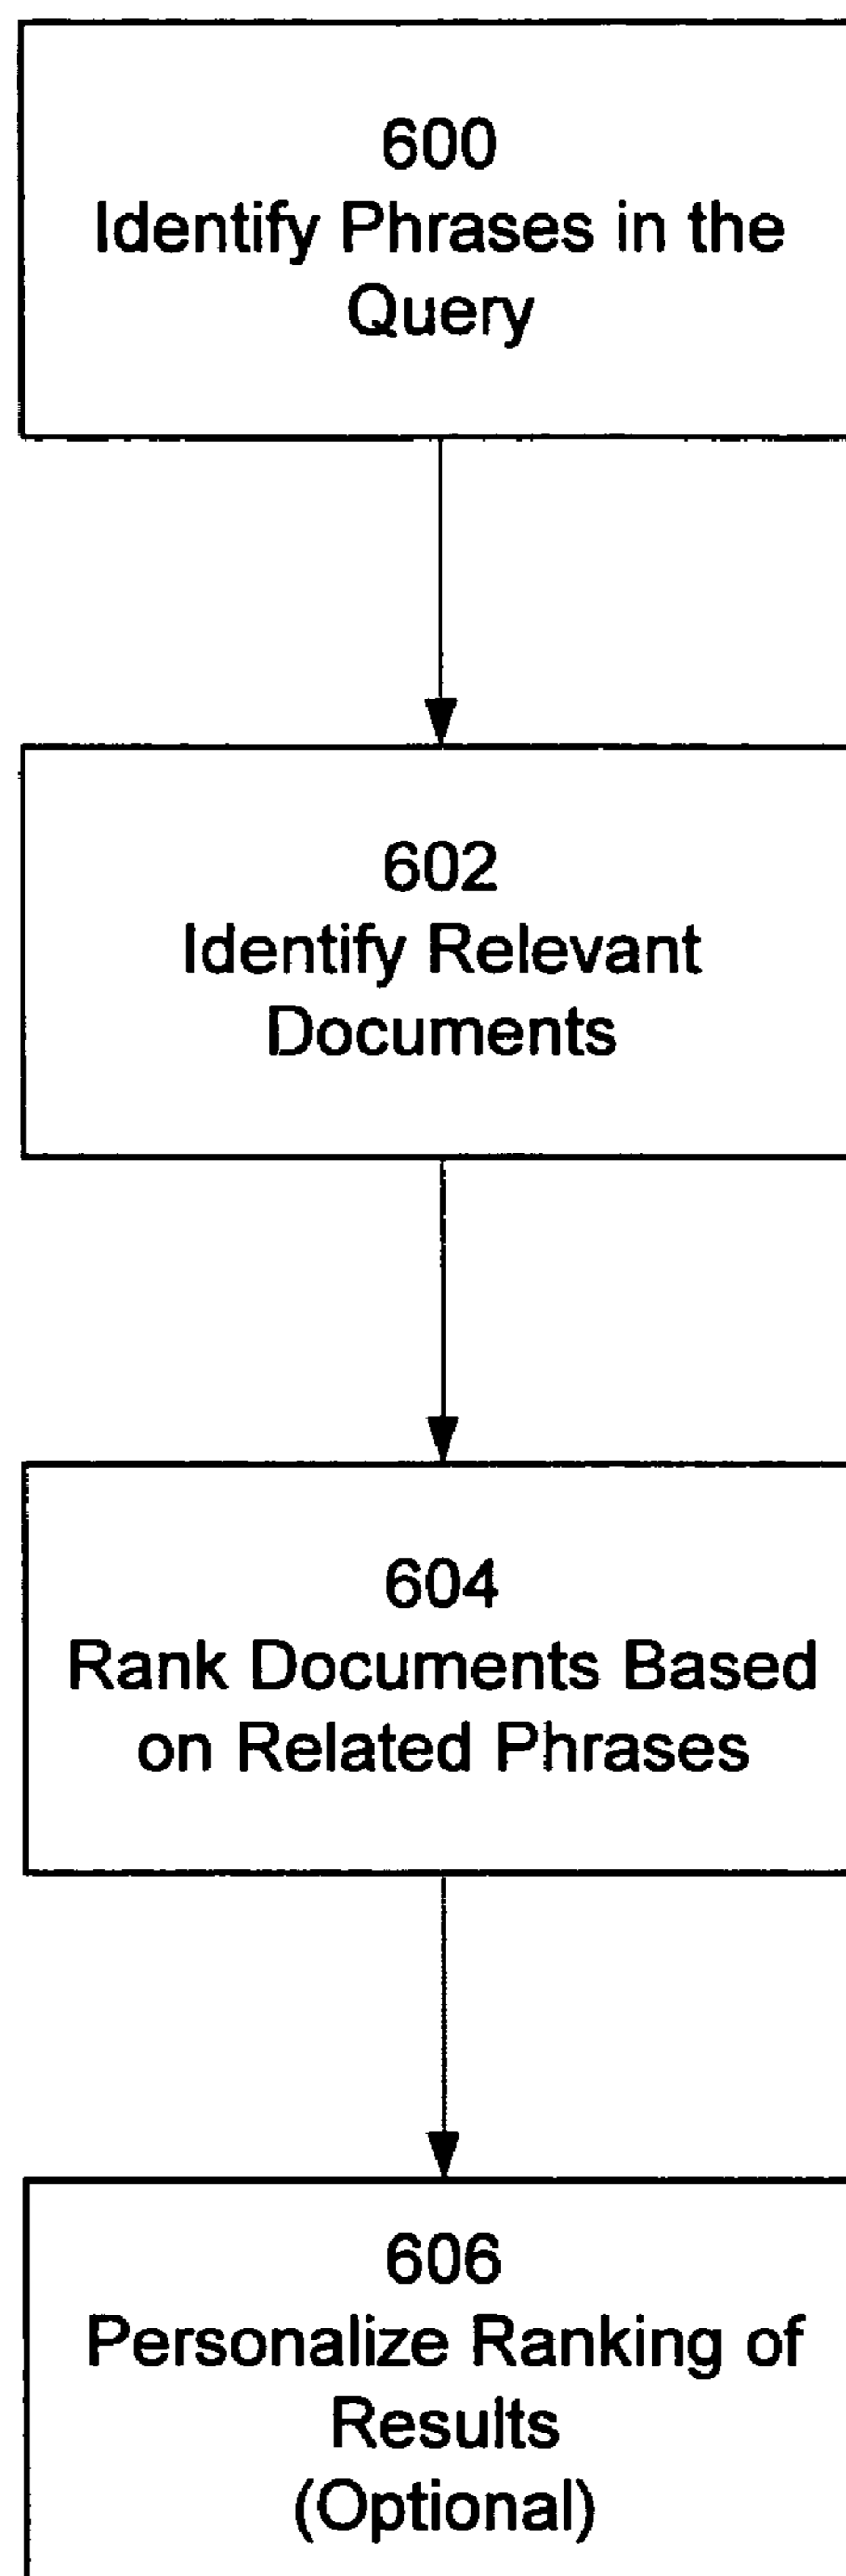 600
Identify Phrases in the
Query
602
Identify Relevant
Documents
604
Rank Documents Based
on Related Phrases
606
Personalize Ranking of
Results
(Optional)